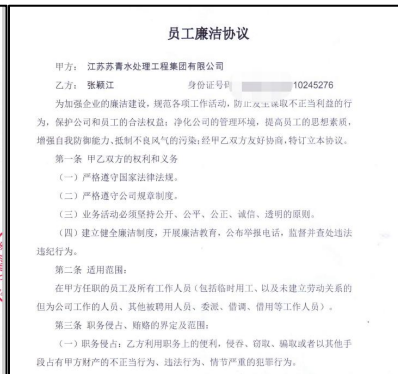 员工廉洁协议
甲方： 江苏苏青水处理工程集团有限公司
乙方： 张颖江 身份证号码 10245276
为加强企业的廉洁建设，规范各项工作活动，防止发生谋取不正当利益的行
为，保护公司和员工的合法权益；净化公司的管理环境，提高员工的思想素质，
增强自我防御能力、抵制不良风气的污染；经甲乙双方友好协商，特订立本协议。
第一条 甲乙双方的权利和义务
（一）严格遵守国家法律法规。
（二）严格遵守公司规章制度。
（三）业务活动必须坚持公开、公平、公正、诚信、透明的原则。
（四）建立健全廉洁制度，开展廉洁教育，公布举报电话，监督并查处违法
违纪行为。
第二条 适用范围：
在甲方任职的员工及所有工作人员（包括临时用工、以及未建立劳动关系的
但为公司工作的人员、其他被聘用人员、委派、借调、借用等工作人员）。
第三条 职务侵占、贿赂的界定及范围：
（一）职务侵占：乙方利用职务上的便利，侵吞、窃取、骗取或者以其他手
段占有甲方财产的不正当行为、违法行为、情节严重的犯罪行为。